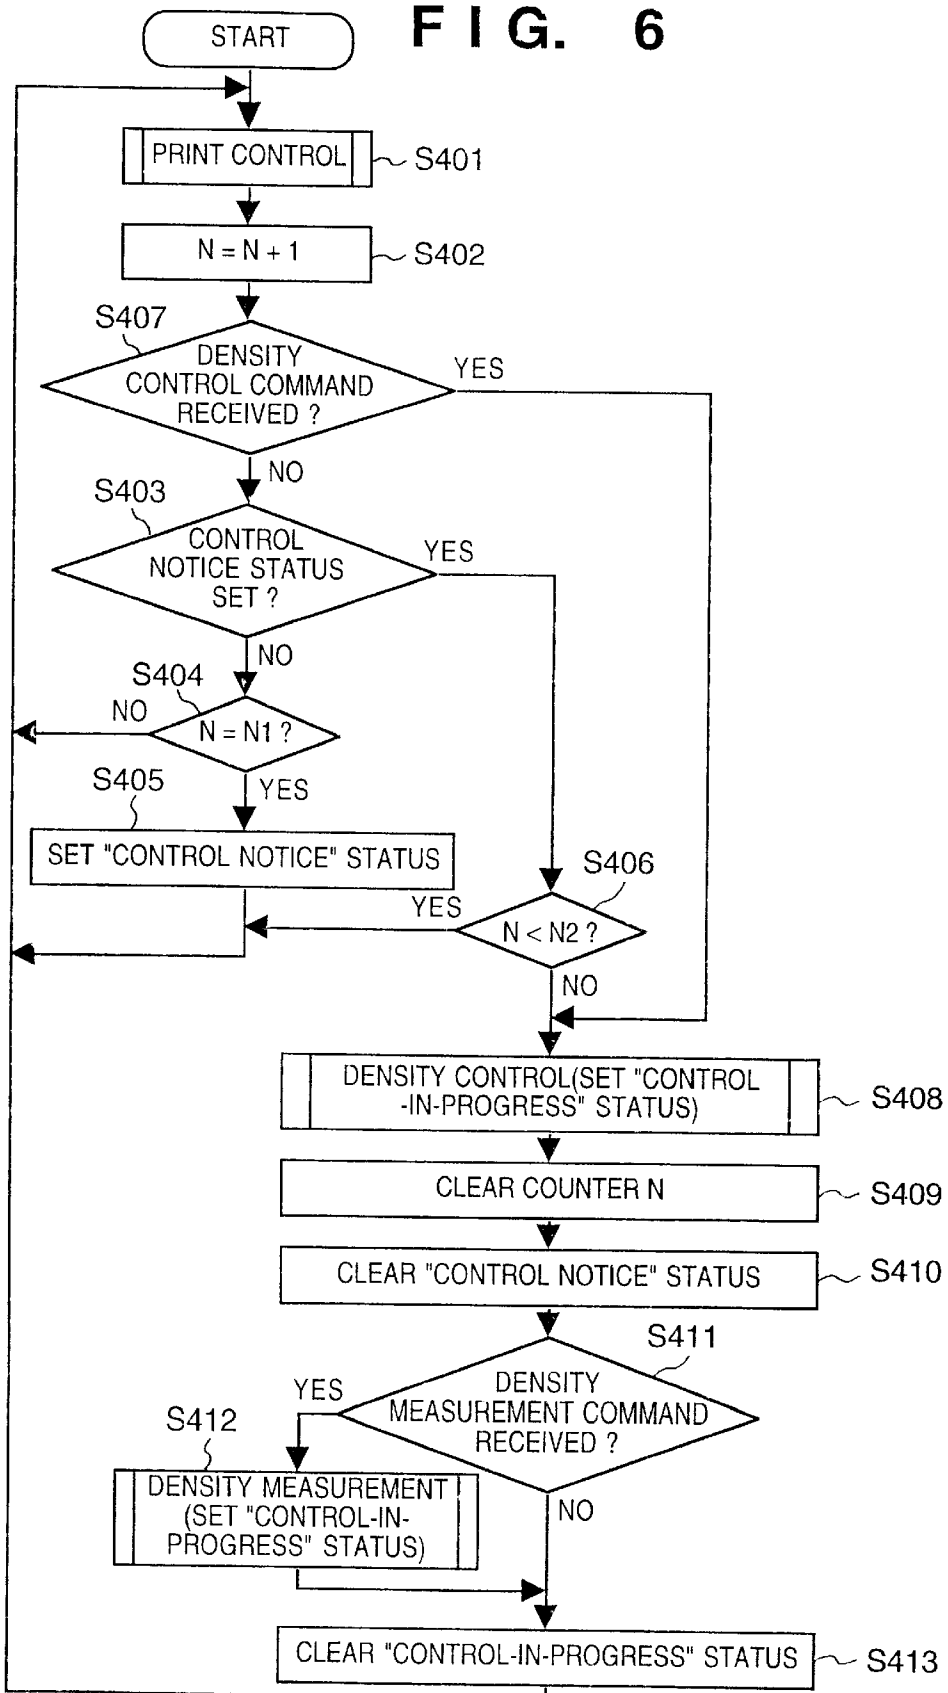 FIG. 6
START
PRINT CONTROL
S401
N = N + 1
S402
S407
DENSITY
CONTROL COMMAND
RECEIVED ?
YES
NO
S403
CONTROL
NOTICE STATUS
SET ?
YES
NO
S404
NO
N = N1 ?
S405
YES
SET "CONTROL NOTICE" STATUS
S406
YES
N < N2 ?
NO
DENSITY CONTROL(SET "CONTROL
-IN-PROGRESS" STATUS)
S408
CLEAR COUNTER N
S409
CLEAR "CONTROL NOTICE" STATUS
S410
S411
DENSITY
MEASUREMENT COMMAND
RECEIVED ?
YES
S412
DENSITY MEASUREMENT
(SET "CONTROL-IN-
PROGRESS" STATUS)
NO
CLEAR "CONTROL-IN-PROGRESS" STATUS
S413